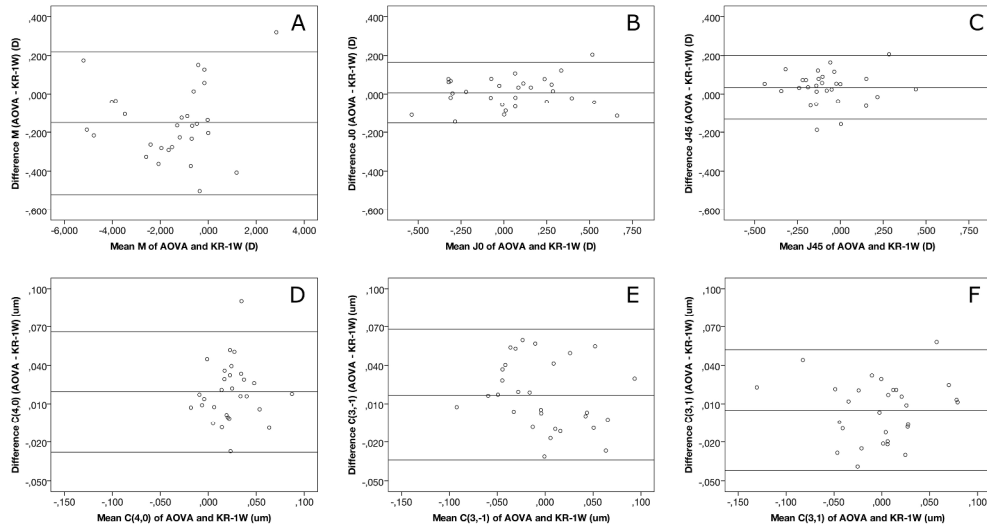 A
,400
,200
,000
-,200
-,400
-,600
Difference M (AOVA - KR-1W) (D)
-6,000 -4,000 -2,000 ,000 2,000 4,000
Mean M of AOVA and KR-1W (D)
B
,400
,200
,000
-,200
-,400
-,600
Difference J0 (AOVA - KR-1W) (D)
-,500 -,250 ,000 ,250 ,500 ,750
Mean J0 of AOVA and KR-1W (D)
C
,400
,200
,000
-,200
-,400
-,600
Difference J45 (AOVA - KR-1W) (D)
-,500 -,250 ,000 ,250 ,500 ,750
Mean J45 of AOVA and KR-1W (D)
D
,100
,070
,040
,010
-,020
-,050
Difference C(4,0) (AOVA - KR-1W) (um)
-,150 -,100 -,050 ,000 ,050 ,100
Mean C(4,0) of AOVA and KR-1W (um)
E
,100
,070
,040
,010
-,020
-,050
Difference C(3,-1) (AOVA - KR-1W) (um)
-,150 -,100 -,050 ,000 ,050 ,100
Mean C(3,-1) of AOVA and KR-1W (um)
F
,100
,070
,040
,010
-,020
-,050
Difference C(3,1) (AOVA - KR-1W) (um)
-,150 -,100 -,050 ,000 ,050 ,100
Mean C(3,1) of AOVA and KR-1W (um)